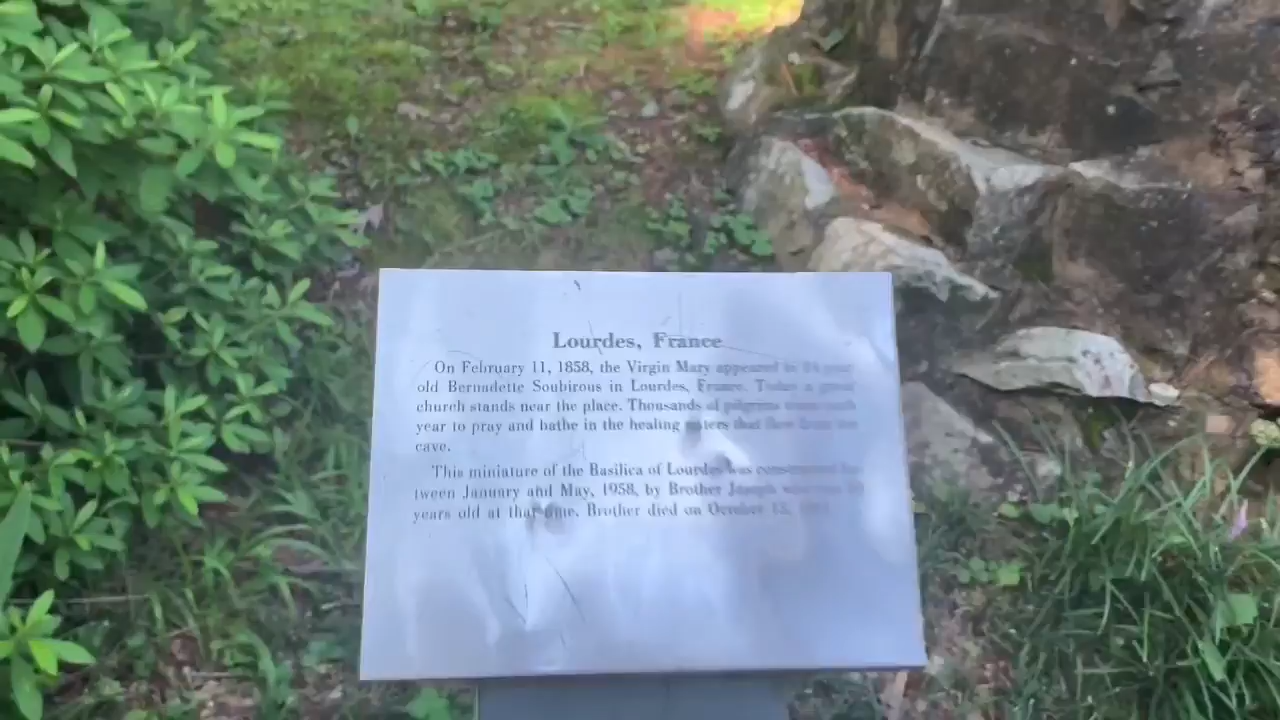 Lourdes, France
On February 11, 1858, the Virgin Mary appeared to 14 year
old Bernadette Soubirous in Lourdes, France. Today a great
church stands near the place. Thousands of pilgrims come each
year to pray and bathe in the healing waters that flow from the
cave.
This miniature of the Basilica of Lourdes was constructed be-
tween January and May, 1958, by Brother Joseph who was
years old at that time. Brother died on October 15,